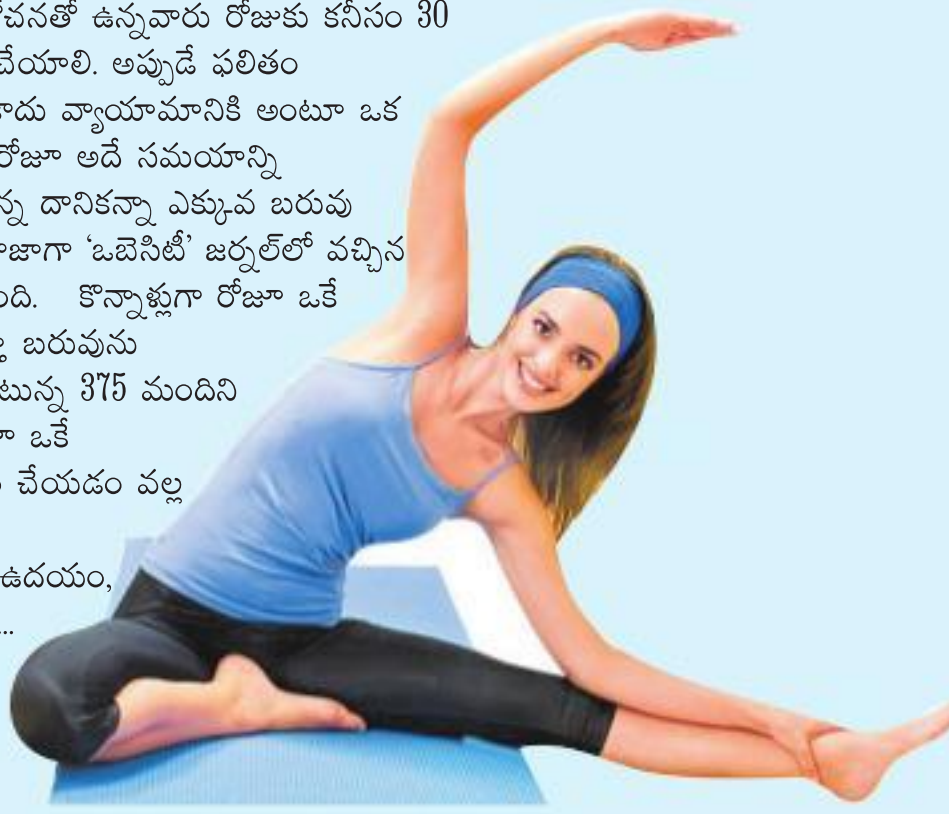 చనతో ఉన్నవారు రోజుకు కనీసం 30
చేయాలి. అప్పుడే ఫలితం
కాదు వ్యాయామానికి అంటూ ఒక
రోజూ అదే సమయాన్ని
న్న దానికన్నా ఎక్కువ బరువు
తాజాగా ‘ఒబెసిటీ’ జర్నల్‌లో వచ్చిన
ంది. కొన్నాళ్లుగా రోజూ ఒకే
బరువును
టున్న 375 మందిని
ఒకే
చేయడం వల్ల
ఉదయం,
...